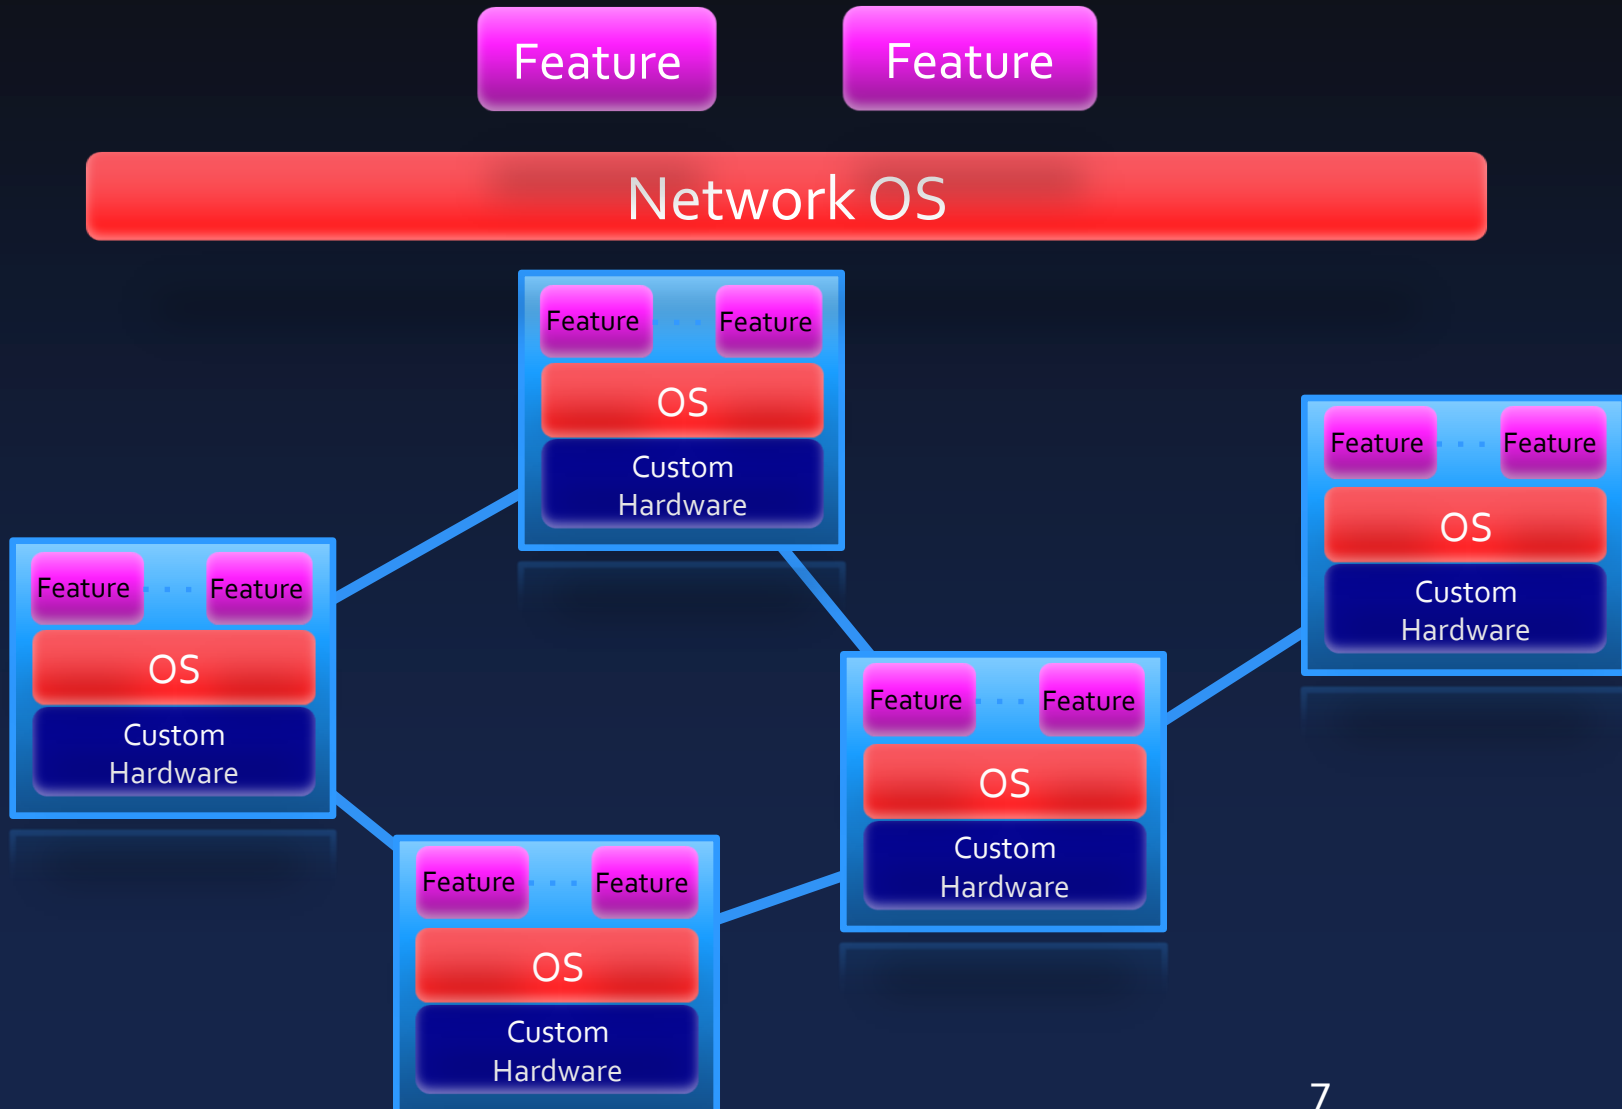 Feature
Feature
Network OS
Feature . . . Feature
OS
Custom
Hardware
Feature . . . Feature
OS
Custom
Hardware
Feature . . . Feature
OS
Custom
Hardware
Feature . . . Feature
OS
Custom
Hardware
Feature . . . Feature
OS
Custom
Hardware
7